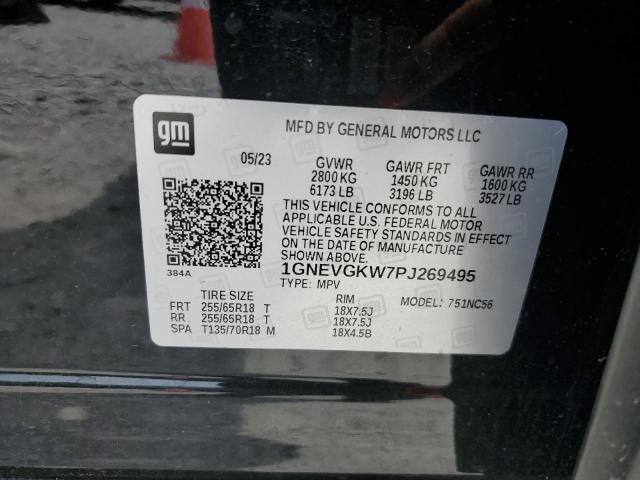 gm
MFD BY GENERAL MOTORS LLC
05/23 GVWR GAWR FRT GAWR RR
2800 KG 1450 KG 1600 KG
6173 LB 3196 LB 3527 LB
THIS VEHICLE CONFORMS TO ALL
APPLICABLE U.S. FEDERAL MOTOR
VEHICLE SAFETY STANDARDS IN EFFECT
ON THE DATE OF MANUFACTURE
SHOWN ABOVE.
384A
1GNEVGKW7PJ269495
TYPE: MPV MODEL: 751NC56
TIRE SIZE RIM
FRT 255/65R18 T 18X7.5J
RR 255/65R18 T 18X7.5J
SPA T135/70R18 M 18X4.5B